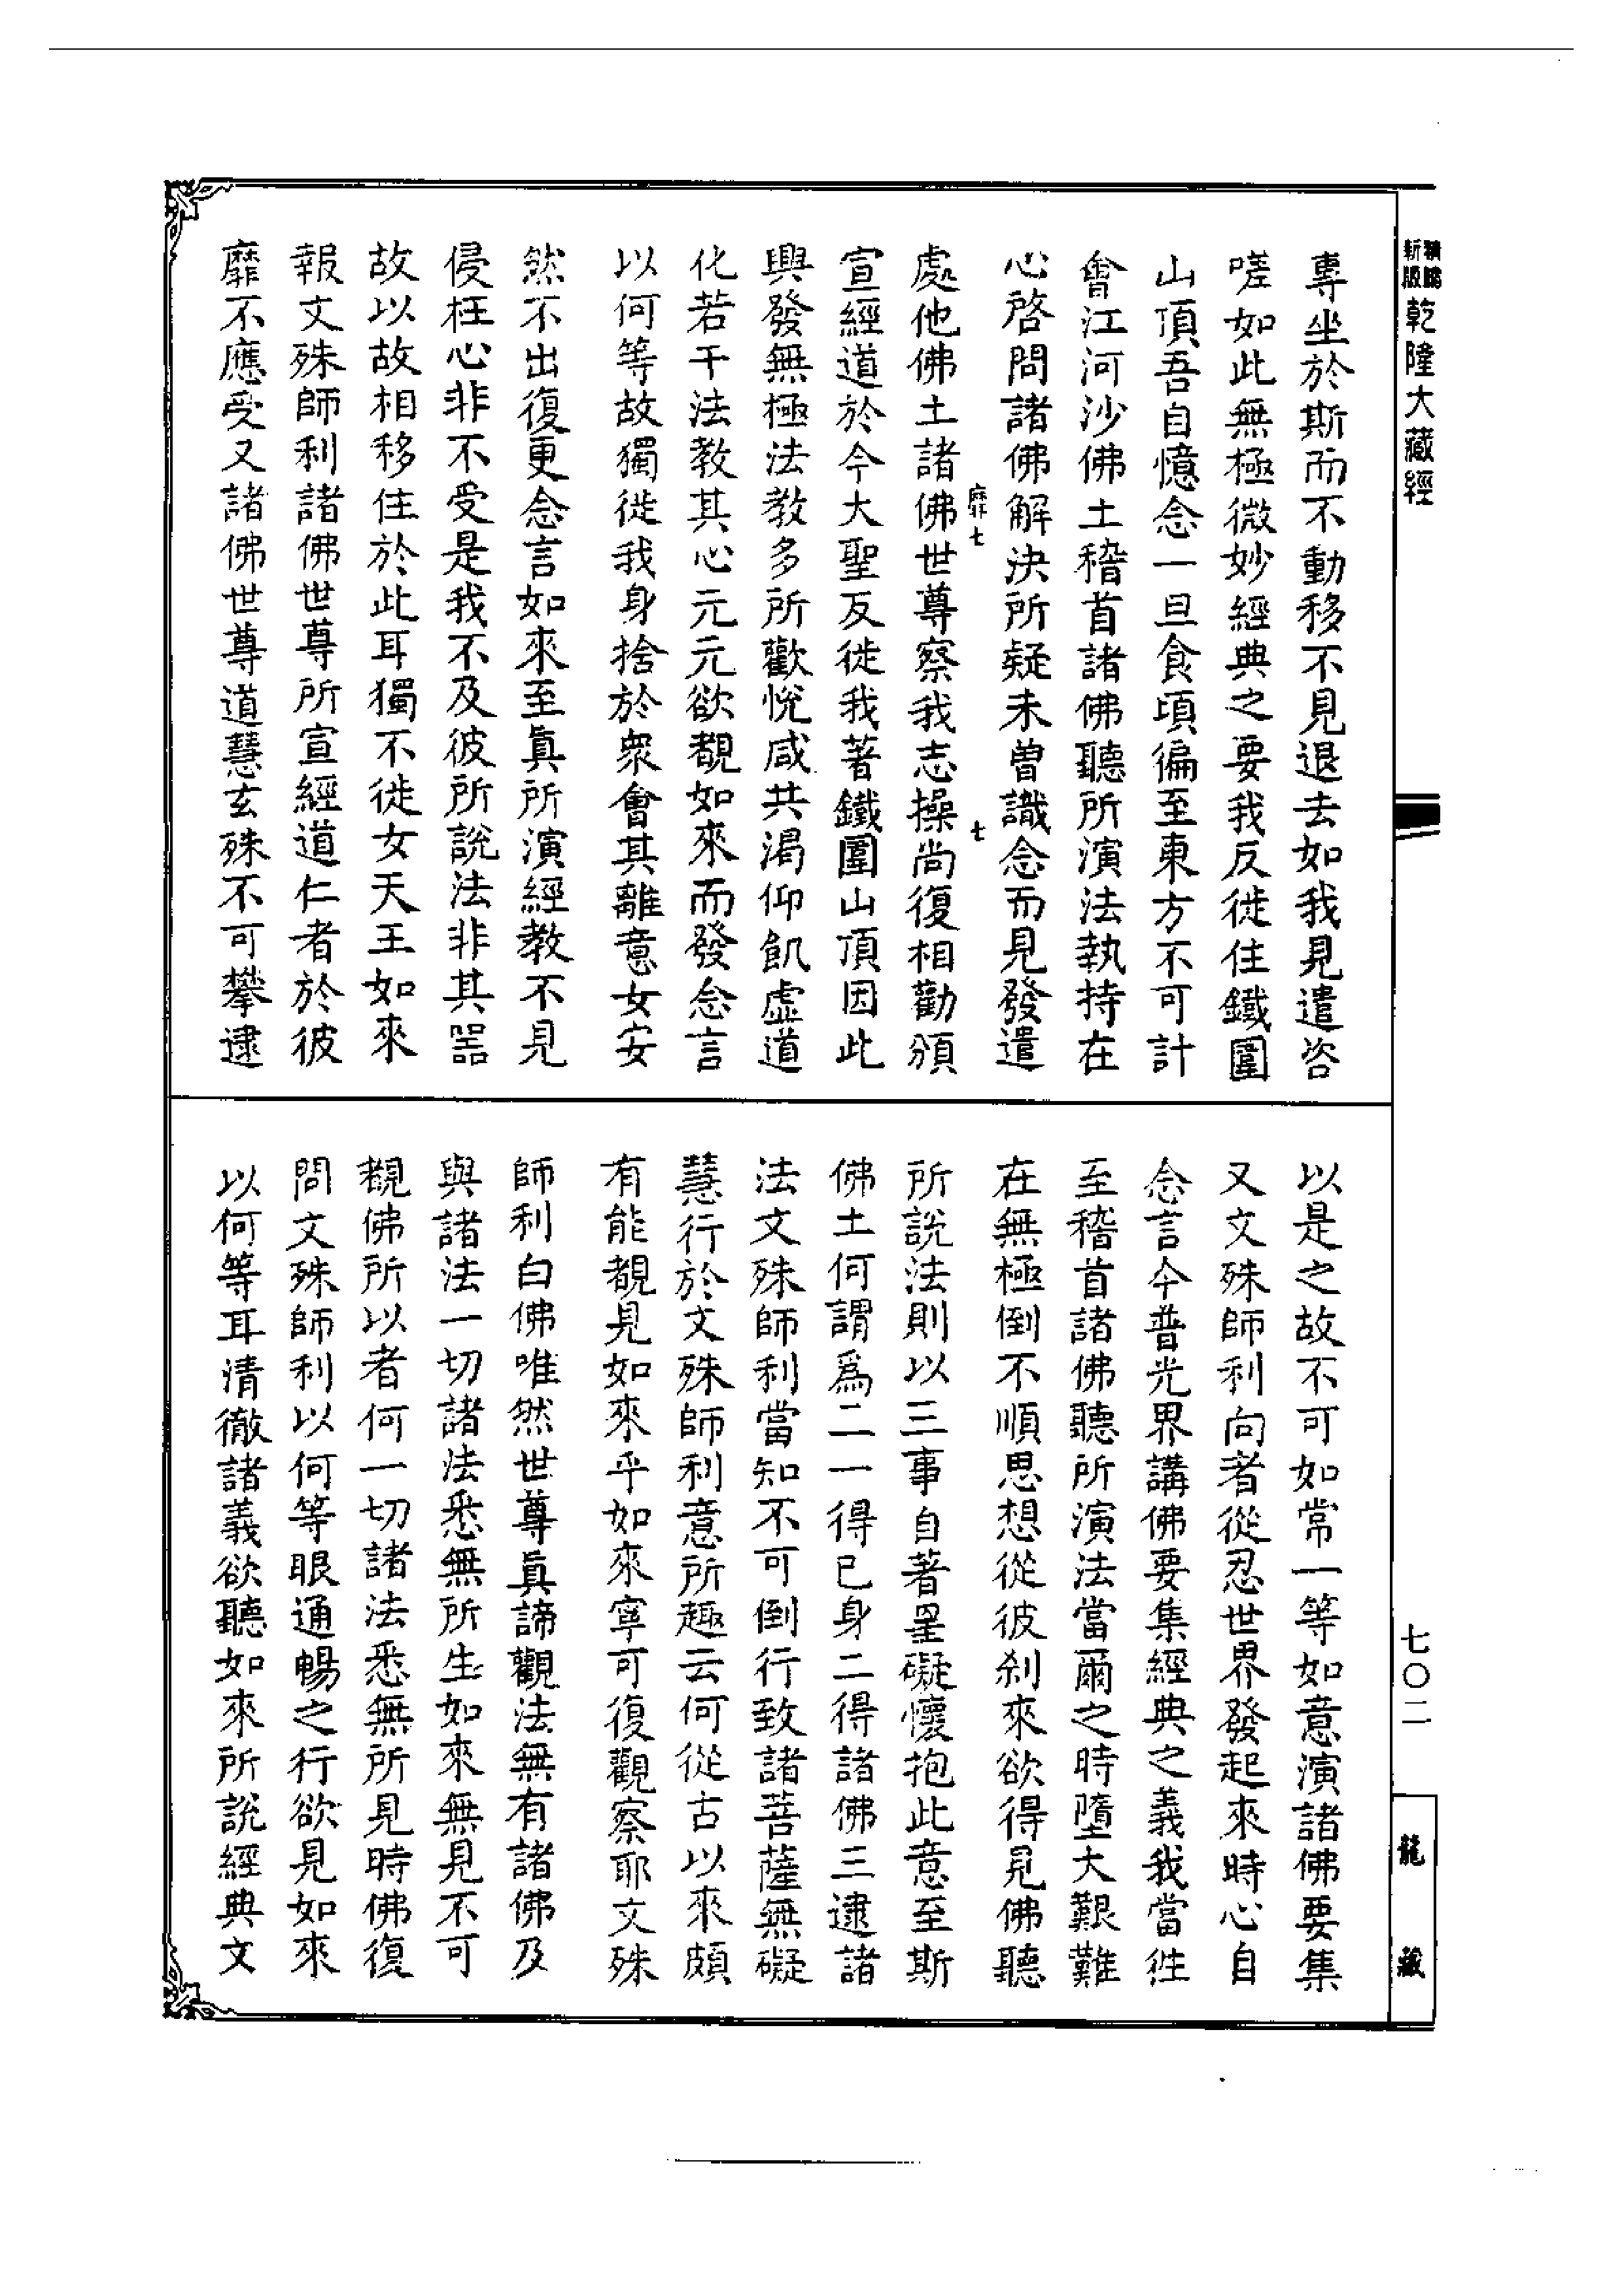 新版
乾隆大藏經
專坐於斯而不動移不見退去如我見遣咨
嗟如此無極微妙經典之要我反徙住鐵圍
山頂吾自憶念一旦食頃徧至東方不可計
會江河沙佛土稽首諸佛聽所演法執持在
心啓問諸佛解決所疑未曽識念而見發遣
處他佛土諸佛世尊察我志操尚復相勸頒
靡七
七
宣經道於今大聖反徙我著鐵圍山頂因此
興發無極法教多所歡悅咸共渴仰飢虛道
化若干法教其心元元欲覩如來而發念言
以何等故獨徙我身捨於衆會其離意女安
然不出復更念言如來至眞所演經教不見
侵枉心非不受是我不及彼所說法非其器
故以故相移住於此耳獨不徙女天王如來
報文殊師利諸佛世尊所宣經道仁者於彼
靡不應受又諸佛世尊道慧玄殊不可攀逮
以是之故不可如常一等如意演諸佛要集
又文殊師利向者從忍世界發起來時心自
念言今普光界講佛要集經典之義我當徃
至稽首諸佛聽所演法當爾之時墮大艱難
在無極倒不順思想從彼刹來欲得見佛聽
所說法則以三事自著罣礙懷抱此意至斯
佛土何謂爲二一得已身二得諸佛三逮諸
法文殊師利當知不可倒行致諸菩薩無礙
慧行於文殊師利意所趣云何從古以來頗
有能覩見如來乎如來寧可復觀察耶文殊
師利白佛唯然世尊眞諦觀法無有諸佛及
與諸法一切諸法悉無所生如來無見不可
覩佛所以者何一切諸法悉無所見時佛復
問文殊師利以何等眼通暢之行欲見如來
以何等耳清徹諸義欲聽如來所說經典文
七〇二
龍藏